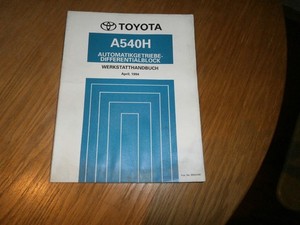 TOYOTA
A540H
AUTOMATIKGETRIEBE-
DIFFERENTIALBLOCK
WERKSTATTHANDBUCH
April, 1994